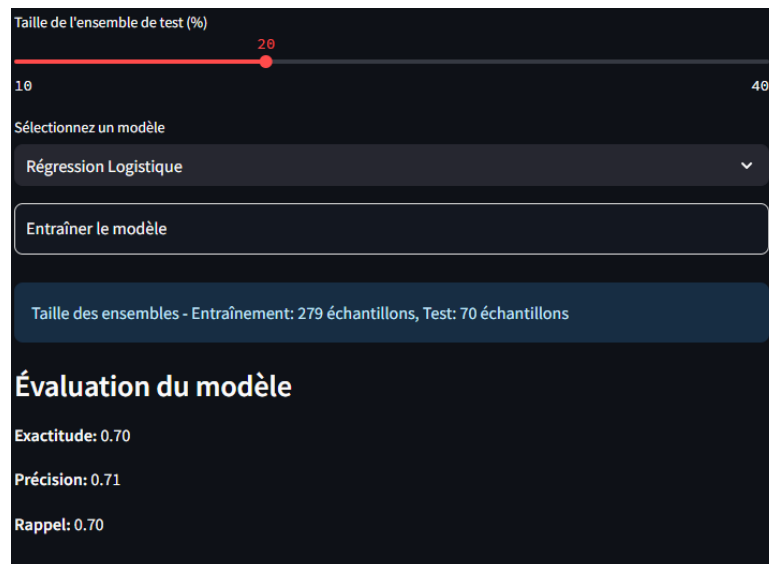 Taille de l'ensemble de test (%)
20
10 40
Sélectionnez un modèle
Régression Logistique
Entraîner le modèle
Taille des ensembles - Entraînement: 279 échantillons, Test: 70 échantillons
Évaluation du modèle
Exactitude: 0.70
Précision: 0.71
Rappel: 0.70